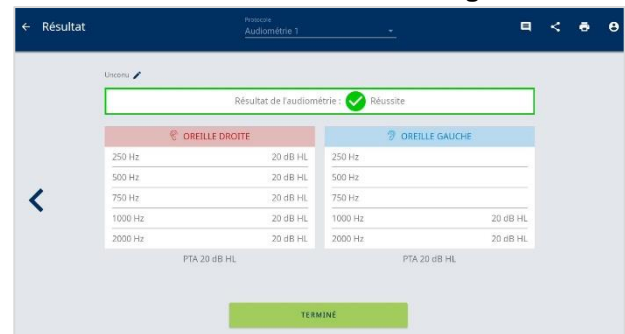 Résultat
Protocole
Audiométrie 1
Unconu
Résultat de l'audiométrie : Réussite
OREILLE DROITE
250 Hz 20 dB HL
500 Hz 20 dB HL
750 Hz 20 dB HL
1000 Hz 20 dB HL
2000 Hz 20 dB HL
PTA 20 dB HL
OREILLE GAUCHE
250 Hz
500 Hz
750 Hz
1000 Hz 20 dB HL
2000 Hz 20 dB HL
PTA 20 dB HL
TERMINÉ